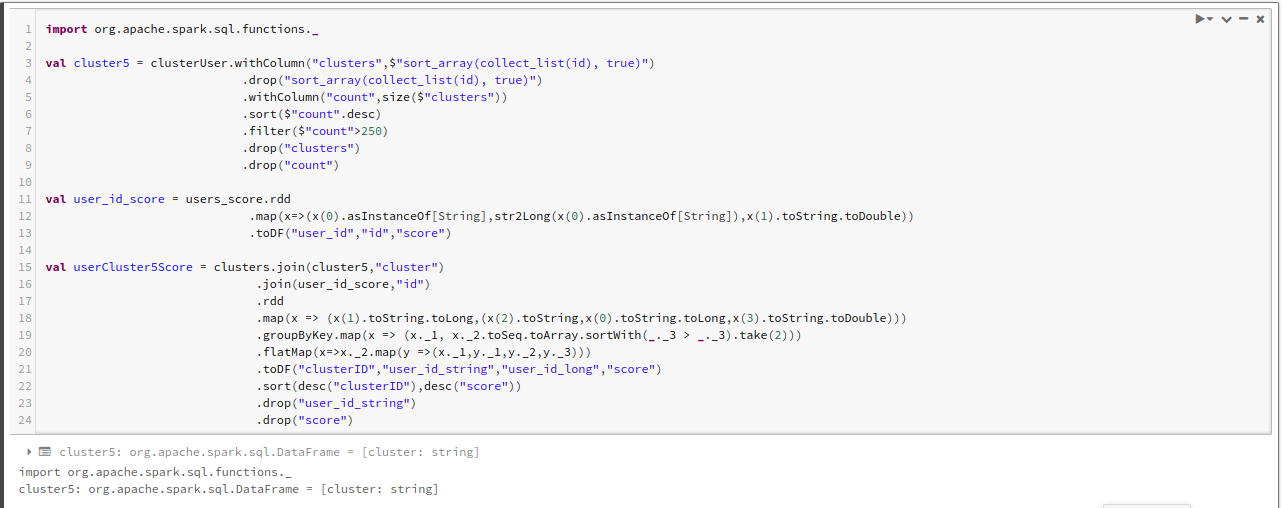 1 import org.apache.spark.sql.functions._
2
3 val cluster5 = clusterUser.withColumn("clusters",$"sort_array(collect_list(id), true)")
4 .drop("sort_array(collect_list(id), true)")
5 .withColumn("count",size($"clusters"))
6 .sort($"count".desc)
7 .filter($"count">250)
8 .drop("clusters")
9 .drop("count")
10
11 val user_id_score = users_score.rdd
12 .map(x=>(x(0).asInstanceOf[String],str2Long(x(0).asInstanceOf[String]),x(1).toString.toDouble))
13 .toDF("user_id","id","score")
14
15 val userCluster5Score = clusters.join(cluster5,"cluster")
16 .join(user_id_score,"id")
17 .rdd
18 .map(x => (x(1).toString.toLong,(x(2).toString,x(0).toString.toLong,x(3).toString.toDouble)))
19 .groupByKey.map(x => (x._1, x._2.toSeq.toArray.sortWith(_._3 > _._3).take(2)))
20 .flatMap(x=>x._2.map(y =>(x._1,y._1,y._2,y._3)))
21 .toDF("clusterID","user_id_string","user_id_long","score")
22 .sort(desc("clusterID"),desc("score"))
23 .drop("user_id_string")
24 .drop("score")
cluster5: org.apache.spark.sql.DataFrame = [cluster: string]
import org.apache.spark.sql.functions._
cluster5: org.apache.spark.sql.DataFrame = [cluster: string]